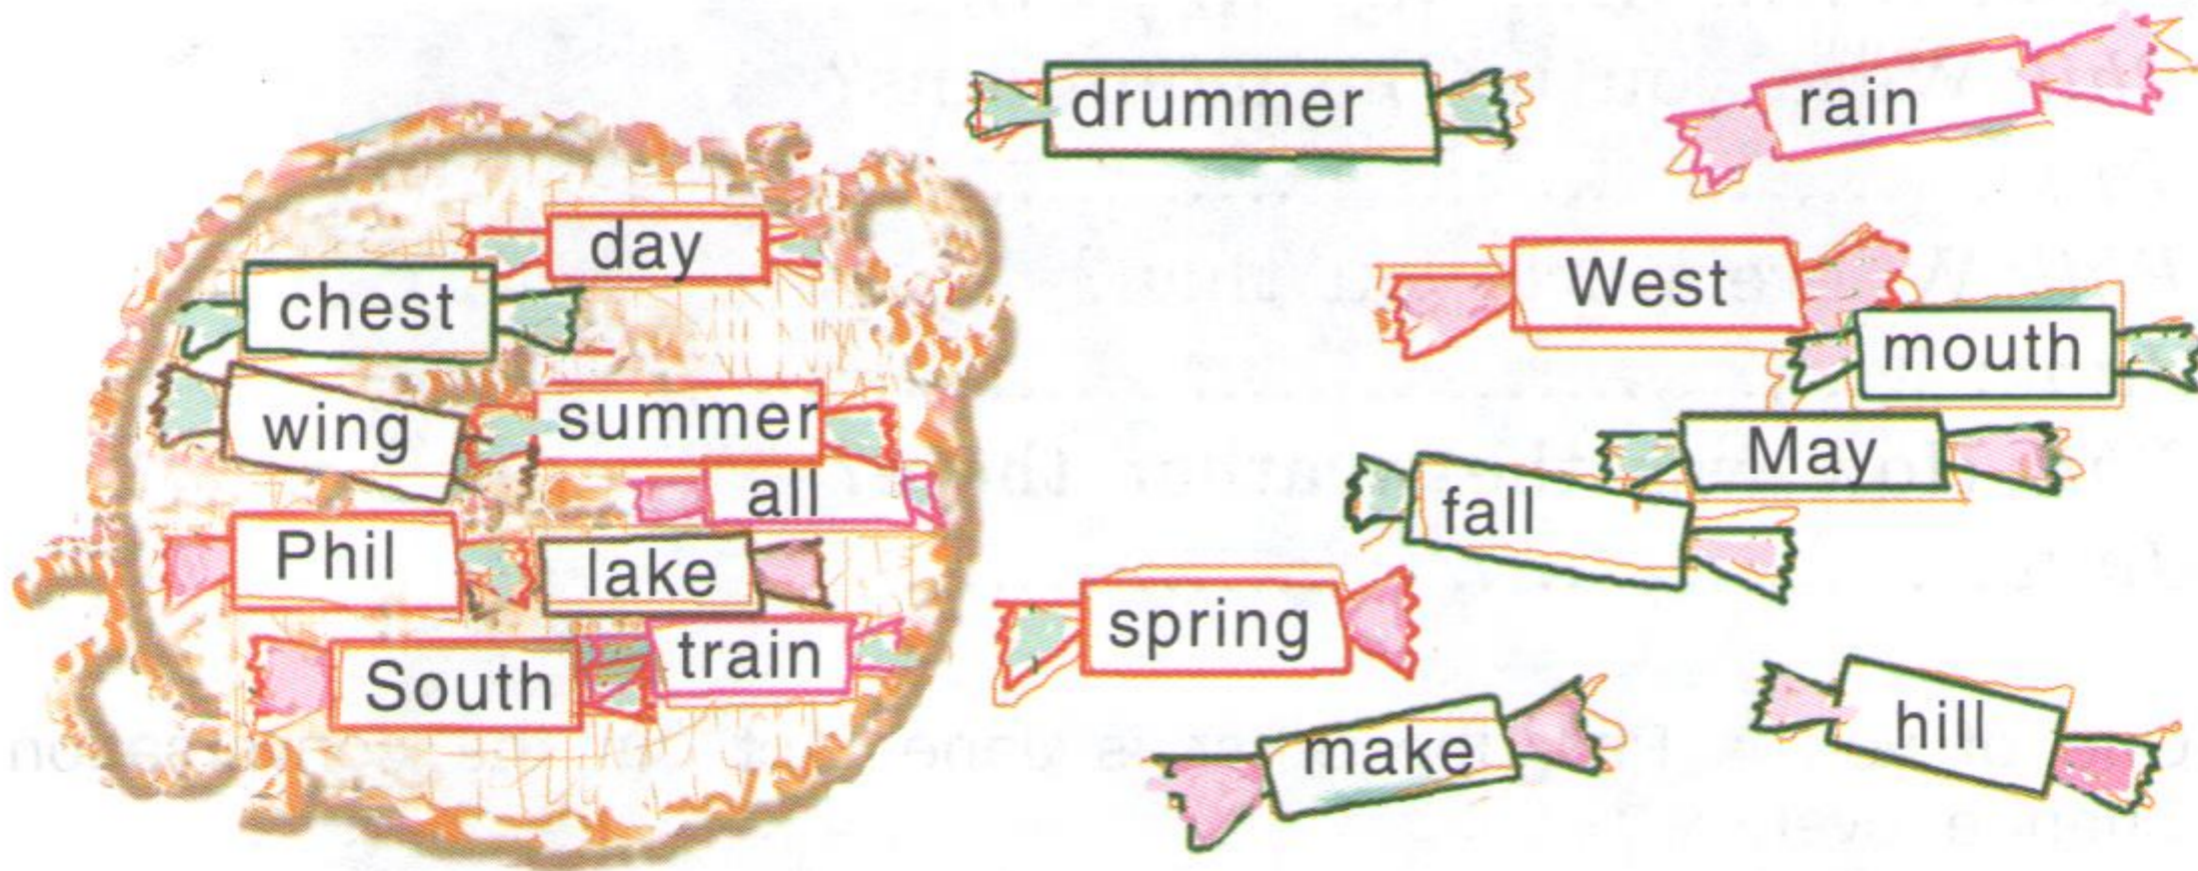 drummer
rain
day
West
chest
mouth
summer
wing
May
all
fall
Phil
lake
spring
train
South
make
hill